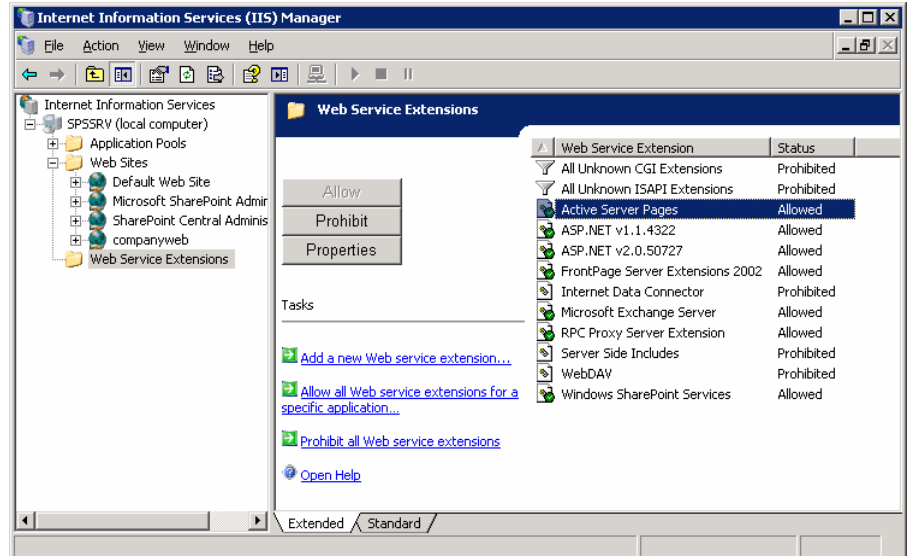 Internet Information Services (IIS) Manager
File Action View Window Help
Internet Information Services
SPSSRV (local computer)
Application Pools
Web Sites
Default Web Site
Microsoft SharePoint Admir
SharePoint Central Adminis
companyweb
Web Service Extensions
Web Service Extensions
Allow
Prohibit
Properties
Tasks
Add a new Web service extension...
Allow all Web service extensions for a
specific application...
Prohibit all Web service extensions
Open Help
Web Service Extension Status
All Unknown CGI Extensions Prohibited
All Unknown ISAPI Extensions Prohibited
Active Server Pages Allowed
ASP.NET v1.1.4322 Allowed
ASP.NET v2.0.50727 Allowed
FrontPage Server Extensions 2002 Allowed
Internet Data Connector Prohibited
Microsoft Exchange Server Allowed
RPC Proxy Server Extension Allowed
Server Side Includes Prohibited
WebDAV Prohibited
Windows SharePoint Services Allowed
Extended Standard